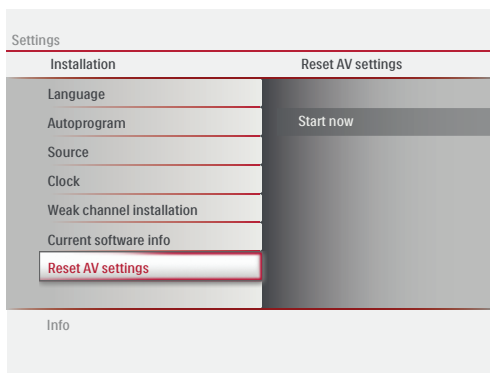 Settings
Installation
Reset AV settings
Language
Autoprogram
Start now
Source
Clock
Weak channel installation
Current software info
Reset AV settings
Info